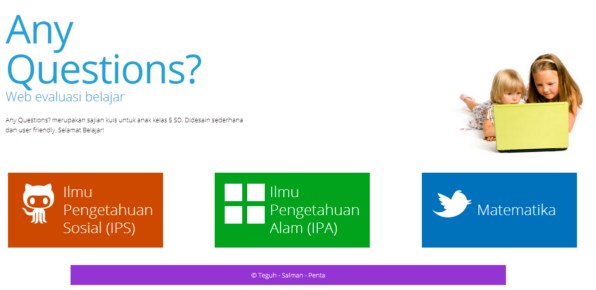 Any
Questions?
Web evaluasi belajar
Any Questions? merupakan sajian kuis untuk anak kelas 5 SD. Didesain sederhana
dan user friendly. Selamat Belajar!
Ilmu
Pengetahuan
Sosial (IPS)
Ilmu
Pengetahuan
Alam (IPA)
Matematika
© Teguh - Salman - Penta